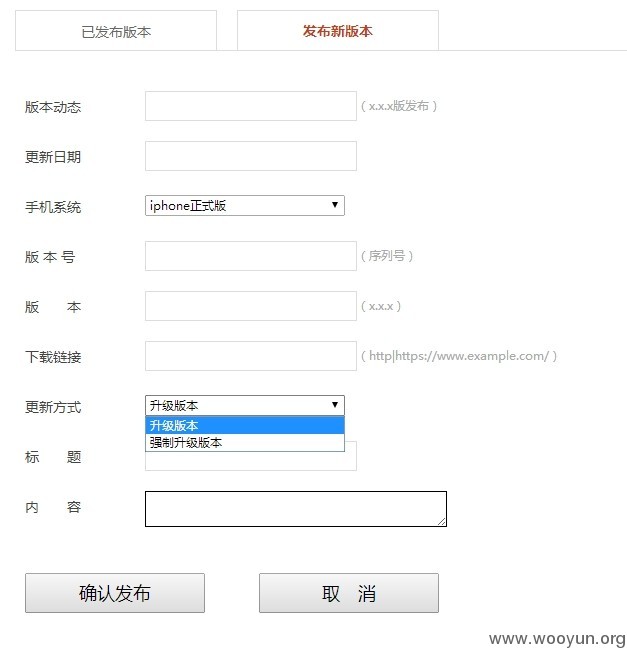 已发布版本 发布新版本
版本动态 ( x.x.x版发布 )
更新日期
手机系统 iphone正式版
版 本 号 ( 序列号 )
版 本 ( x.x.x )
下载链接 ( http|https://www.example.com/ )
更新方式 升级版本
升级版本
强制升级版本
标 题
内 容
确认发布 取 消
www.wooyun.org